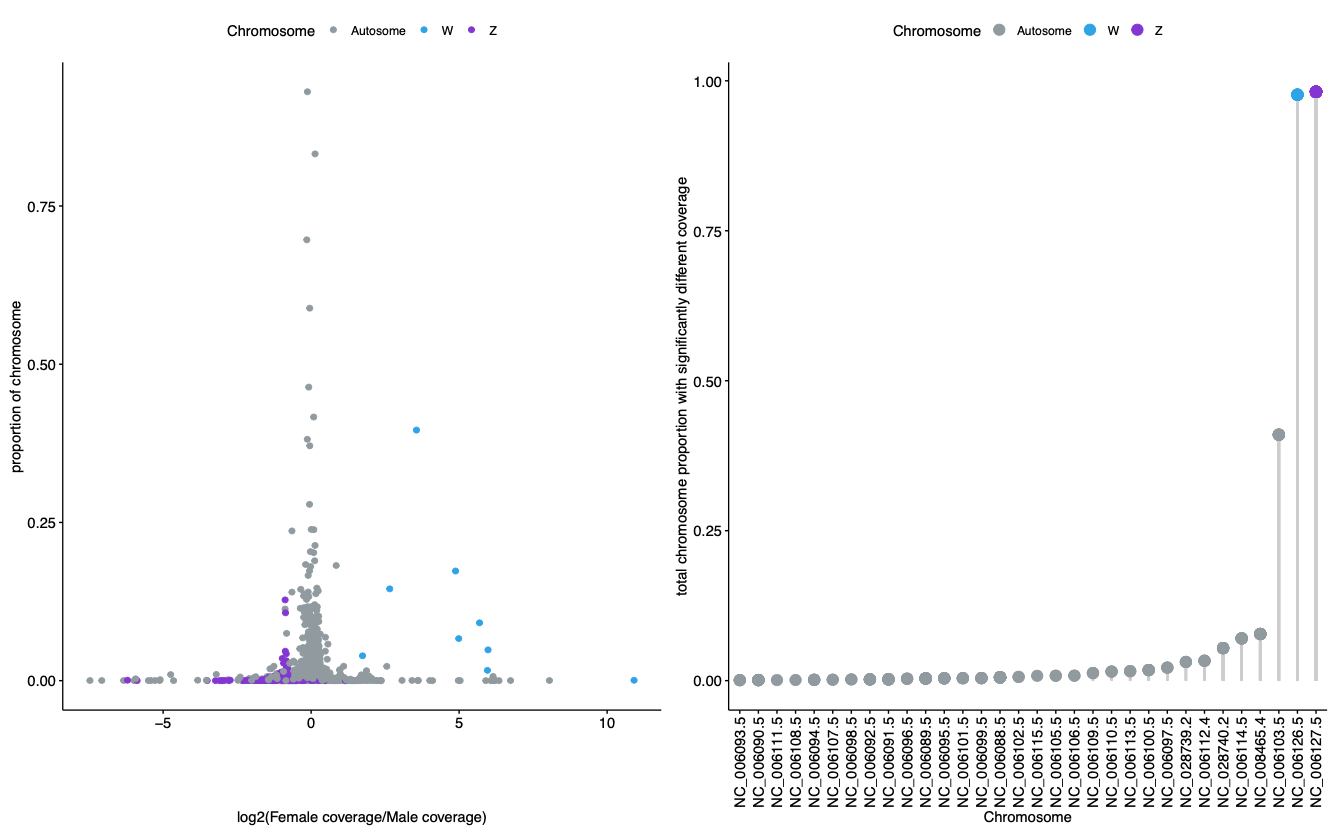 Chromosome Autosome W Z
proportion of chromosome
0.75
0.50
0.25
0.00
−5 0 5 10
log2(Female coverage/Male coverage)
Chromosome Autosome W Z
total chromosome proportion with significantly different coverage
1.00
0.75
0.50
0.25
0.00
NC_006093.5
NC_006090.5
NC_006111.5
NC_006108.5
NC_006094.5
NC_006107.5
NC_006098.5
NC_006092.5
NC_006091.5
NC_006096.5
NC_006089.5
NC_006095.5
NC_006101.5
NC_006099.5
NC_006088.5
NC_006102.5
NC_006115.5
NC_006105.5
NC_006106.5
NC_006109.5
NC_006110.5
NC_006113.5
NC_006100.5
NC_006097.5
NC_028739.2
NC_006112.4
NC_028740.2
NC_006114.5
NC_008465.4
NC_006103.5
NC_006126.5
NC_006127.5
Chromosome